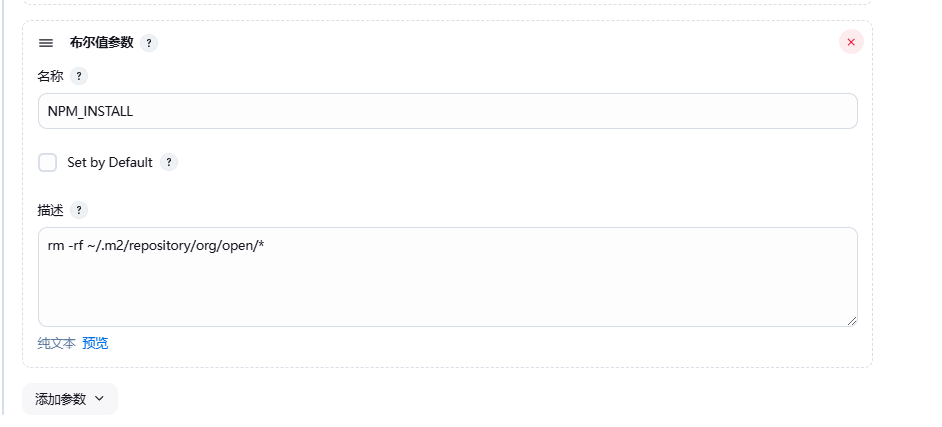 布尔值参数 ?
名称 ?
NPM_INSTALL
Set by Default ?
描述 ?
rm -rf ~/.m2/repository/org/open/*
纯文本 预览
添加参数